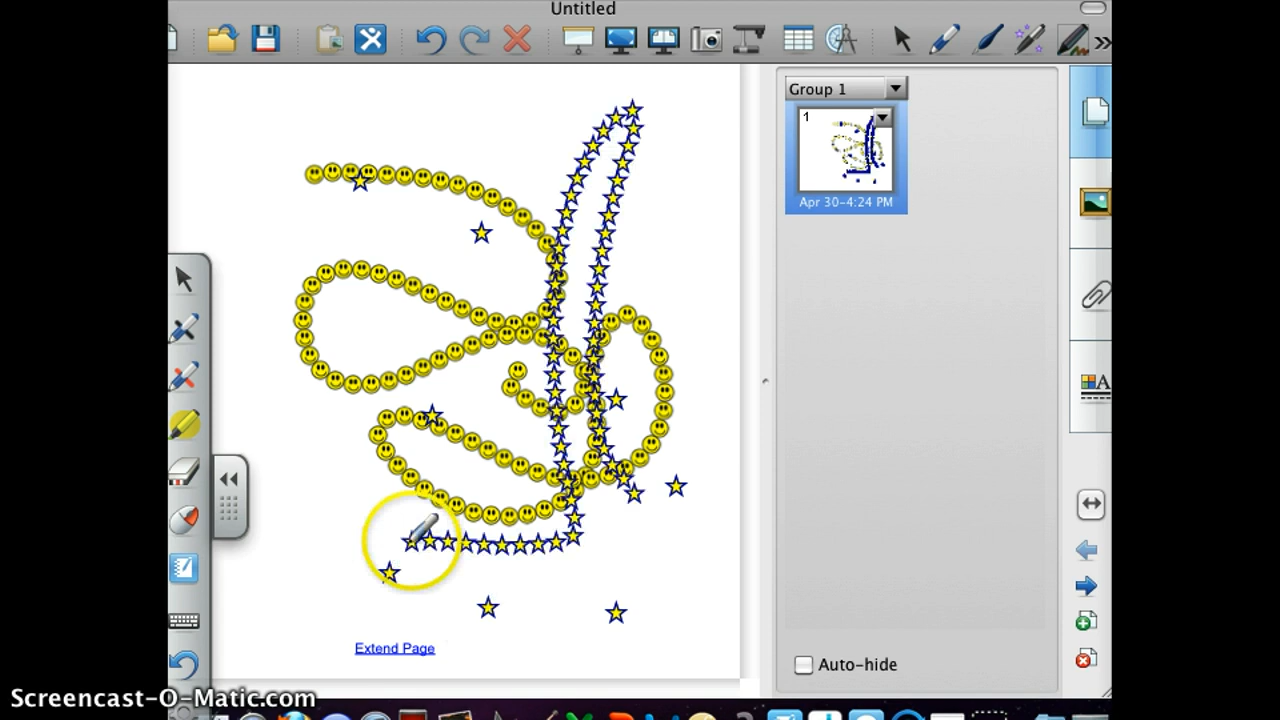 Untitled
Group 1
1
Apr 30-4:24 PM
A
Extend Page
Auto-hide
Screencast-O-Matic.com